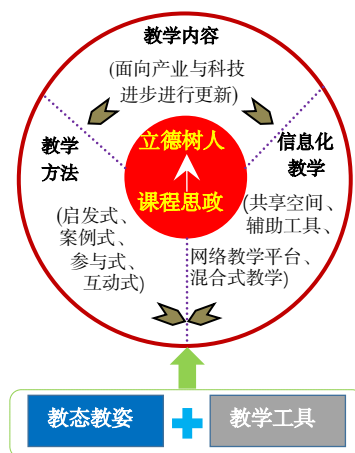 教学内容
(面向产业与科技
进步进行更新)
立德树人
课程思政
教学
方法
(启发式、
案例式、
参与式、
互动式)
信息化
教学
(共享空间、
辅助工具、
网络教学平台、
混合式教学)
教态教姿
教学工具